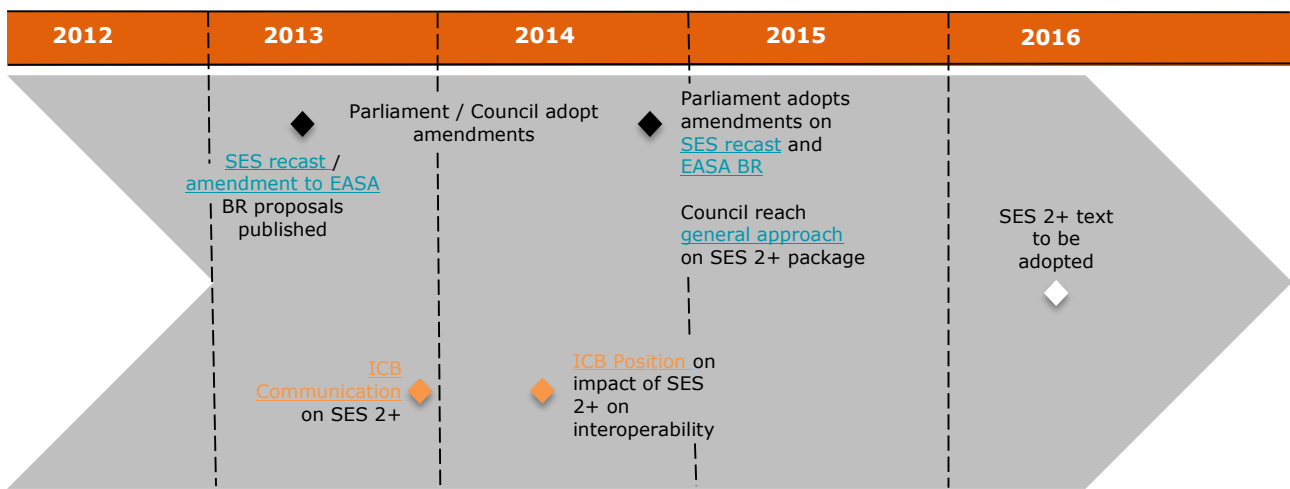 2012
2013
2014
2015
2016
SES recast /
amendment to EASA
BR proposals
published
Parliament / Council adopt
amendments
Parliament adopts
amendments on
SES recast and
EASA BR
Council reach
general approach
on SES 2+ package
SES 2+ text
to be
adopted
ICB
Communication
on SES 2+
ICB Position on
impact of SES
2+ on
interoperability